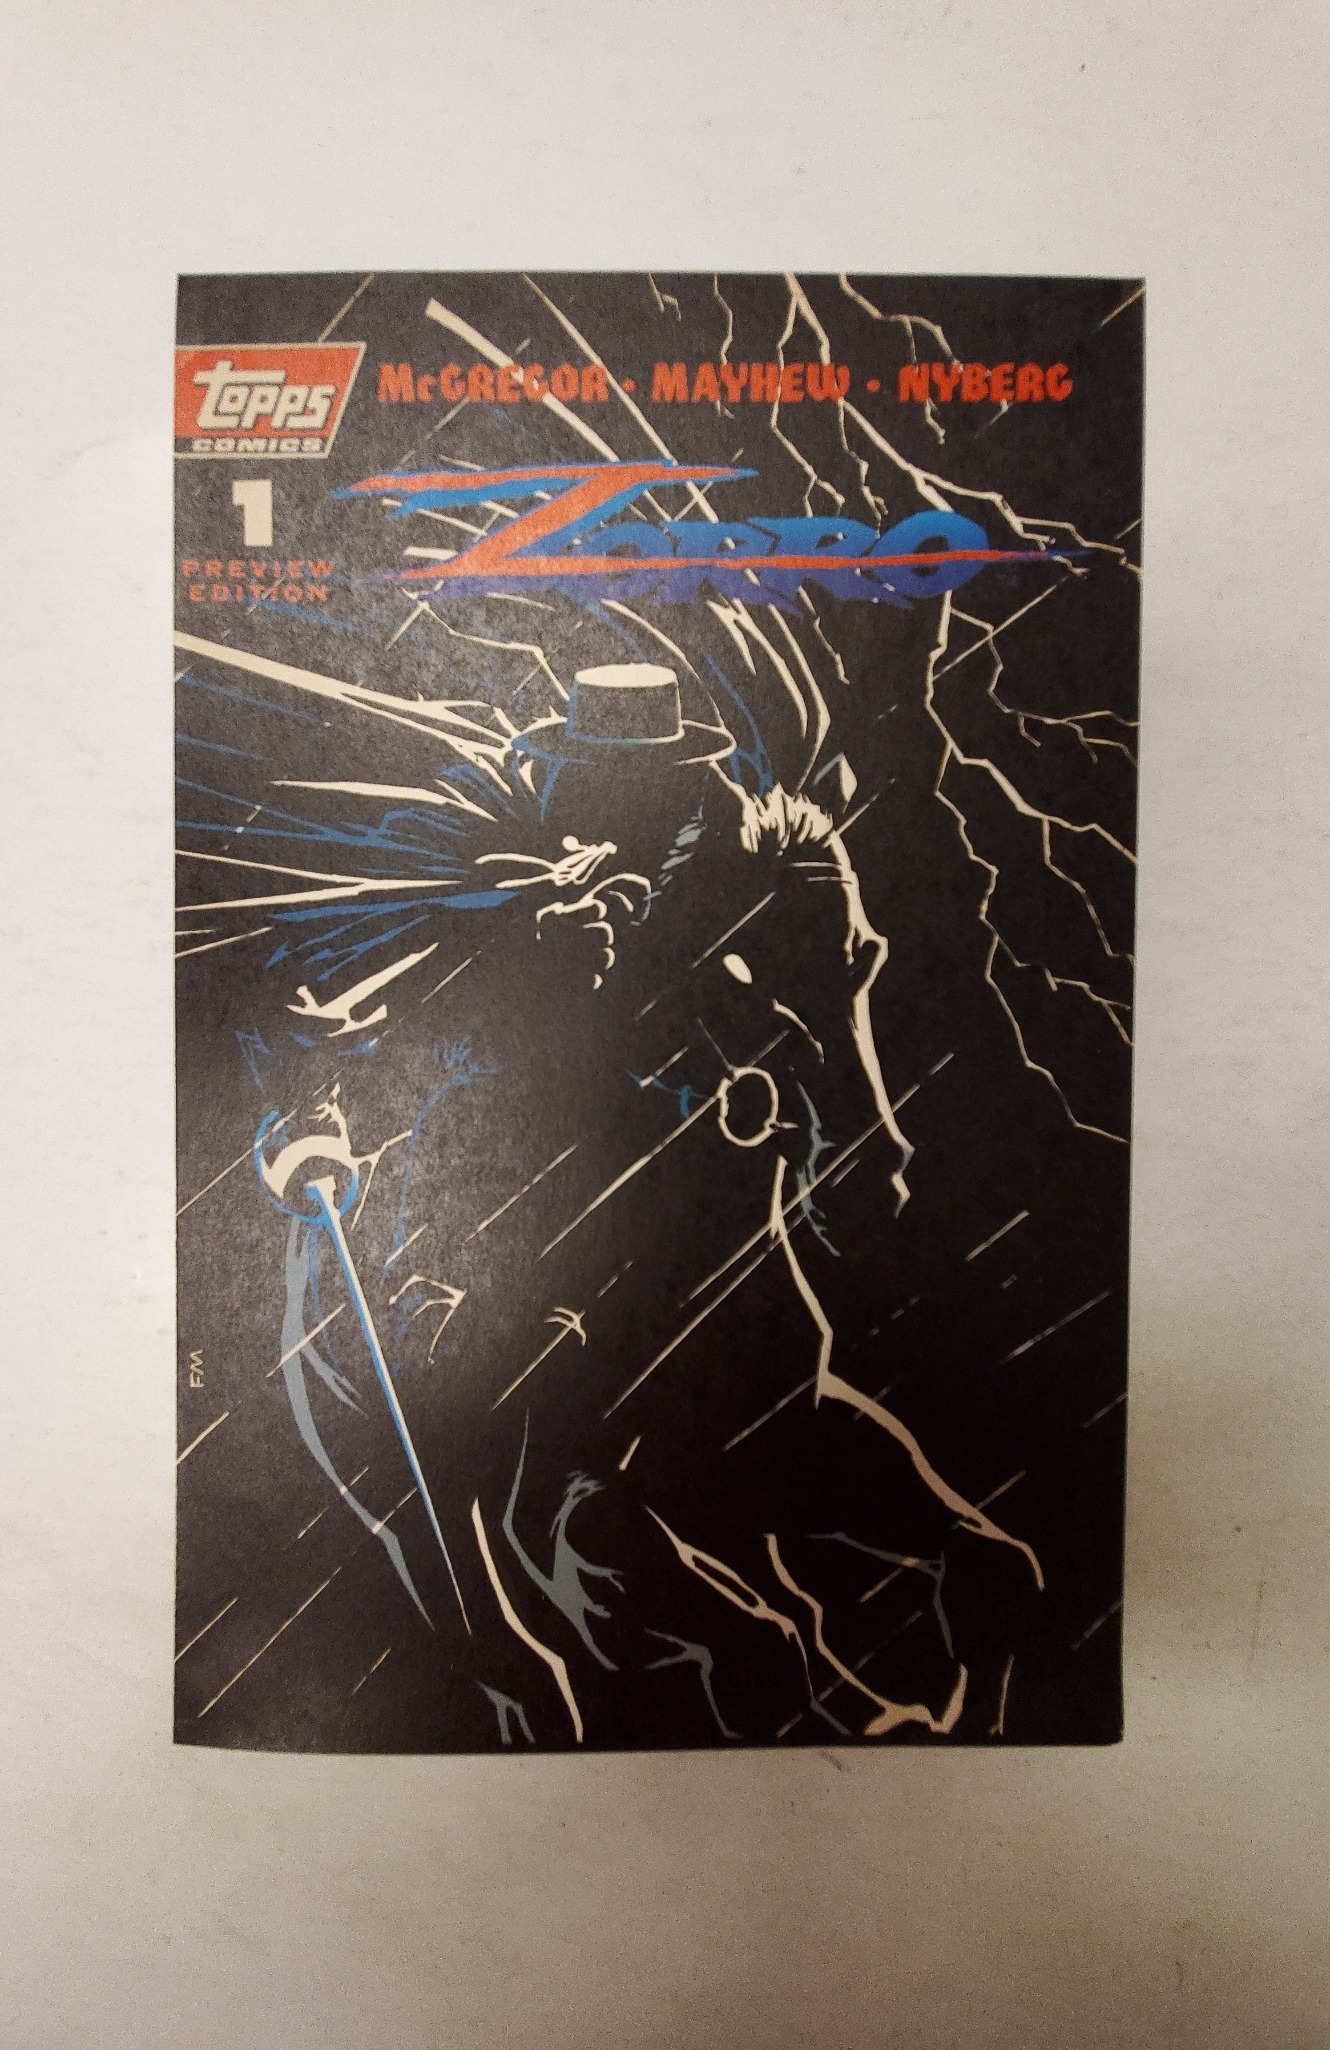 McGREGOR · MAYHEW · NYBERG
topps
COMICS
ZORRO
1
PREVIEW
EDITION
FM